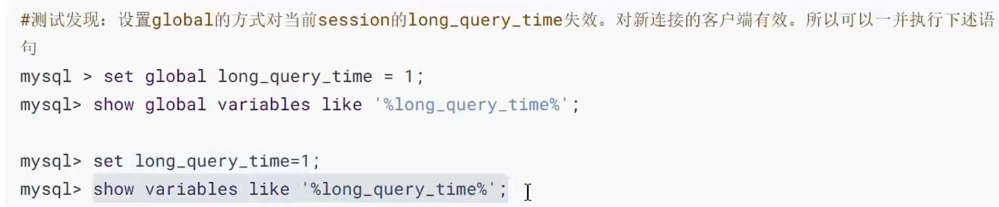 #测试发现：设置global的方式对当前session的long_query_time失效。对新连接的客户端有效。所以可以一并执行下述语
句
mysql > set global long_query_time = 1;
mysql> show global variables like '%long_query_time%';
mysql> set long_query_time=1;
mysql> show variables like '%long_query_time%';